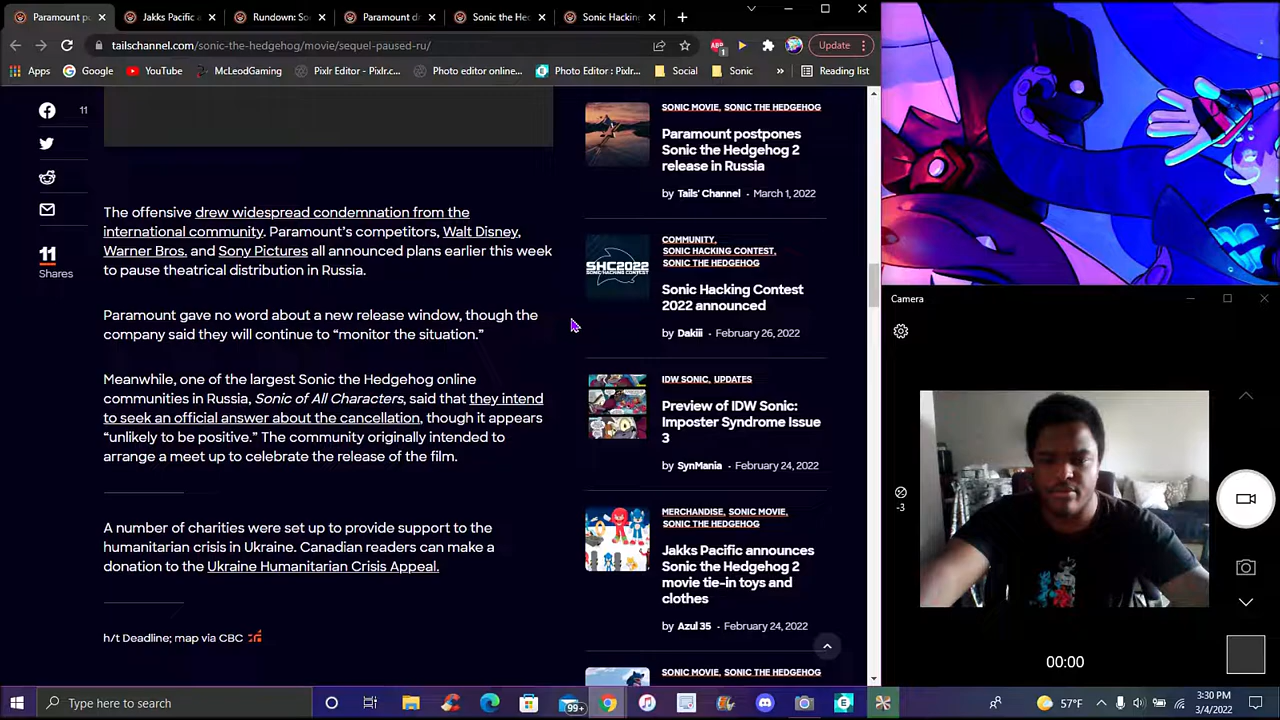 Paramount p
Jakks Pacific a
Rundown: So
Paramount d
Sonic the He
Sonic Hacking
tailschannel.com/sonic-the-hedgehog/movie/sequel-paused-ru/
1
Update
Apps
Google
YouTube
McLeodGaming
Pixlr Editor - Pixlr.c...
Photo editor online...
Photo Editor : Pixlr...
Social
Sonic
»
Reading list
11
11
Shares
The offensive drew widespread condemnation from the
international community. Paramount's competitors, Walt Disney,
Warner Bros. and Sony Pictures all announced plans earlier this week
to pause theatrical distribution in Russia.
Paramount gave no word about a new release window, though the
company said they will continue to "monitor the situation."
Meanwhile, one of the largest Sonic the Hedgehog online
communities in Russia, Sonic of All Characters, said that they intend
to seek an official answer about the cancellation, though it appears
"unlikely to be positive." The community originally intended to
arrange a meet up to celebrate the release of the film.
A number of charities were set up to provide support to the
humanitarian crisis in Ukraine. Canadian readers can make a
donation to the Ukraine Humanitarian Crisis Appeal.
h/t Deadline; map via CBC
SONIC MOVIE, SONIC THE HEDGEHOG
Paramount postpones
Sonic the Hedgehog 2
release in Russia
by Tails' Channel • March 1, 2022
SHC2022
SONIC HACKING CONTEST
COMMUNITY,
SONIC HACKING CONTEST,
SONIC THE HEDGEHOG
Sonic Hacking Contest
2022 announced
by Dakiii • February 26, 2022
IDW SONIC, UPDATES
Preview of IDW Sonic:
Imposter Syndrome Issue
3
by SynMania • February 24, 2022
MERCHANDISE, SONIC MOVIE,
SONIC THE HEDGEHOG
Jakks Pacific announces
Sonic the Hedgehog 2
movie tie-in toys and
clothes
by Azul 35 • February 24, 2022
SONIC MOVIE, SONIC THE HEDGEHOG
Camera
-3
00:00
Type here to search
99+
57°F
3:30 PM
3/4/2022